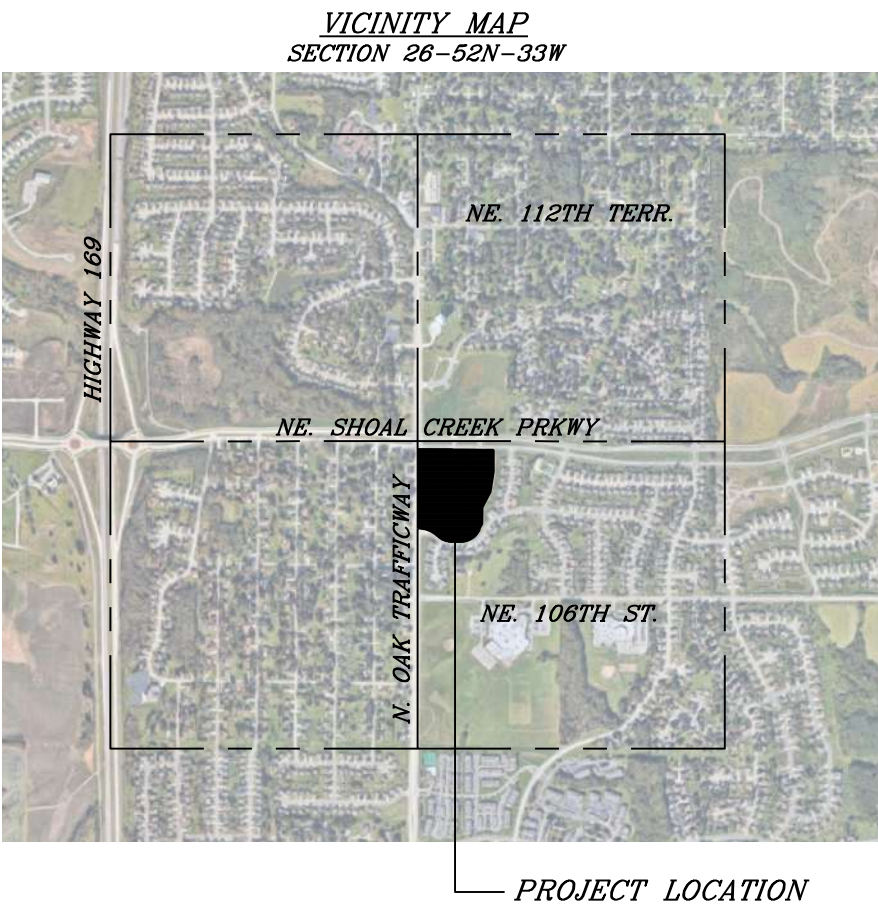 VICINITY MAP
SECTION 26-52N-33W
NE. 112TH TERR.
HIGHWAY 169
NE. SHOAL CREEK PRKWY
N. OAK TRAFFICWAY
NE. 106TH ST.
PROJECT LOCATION